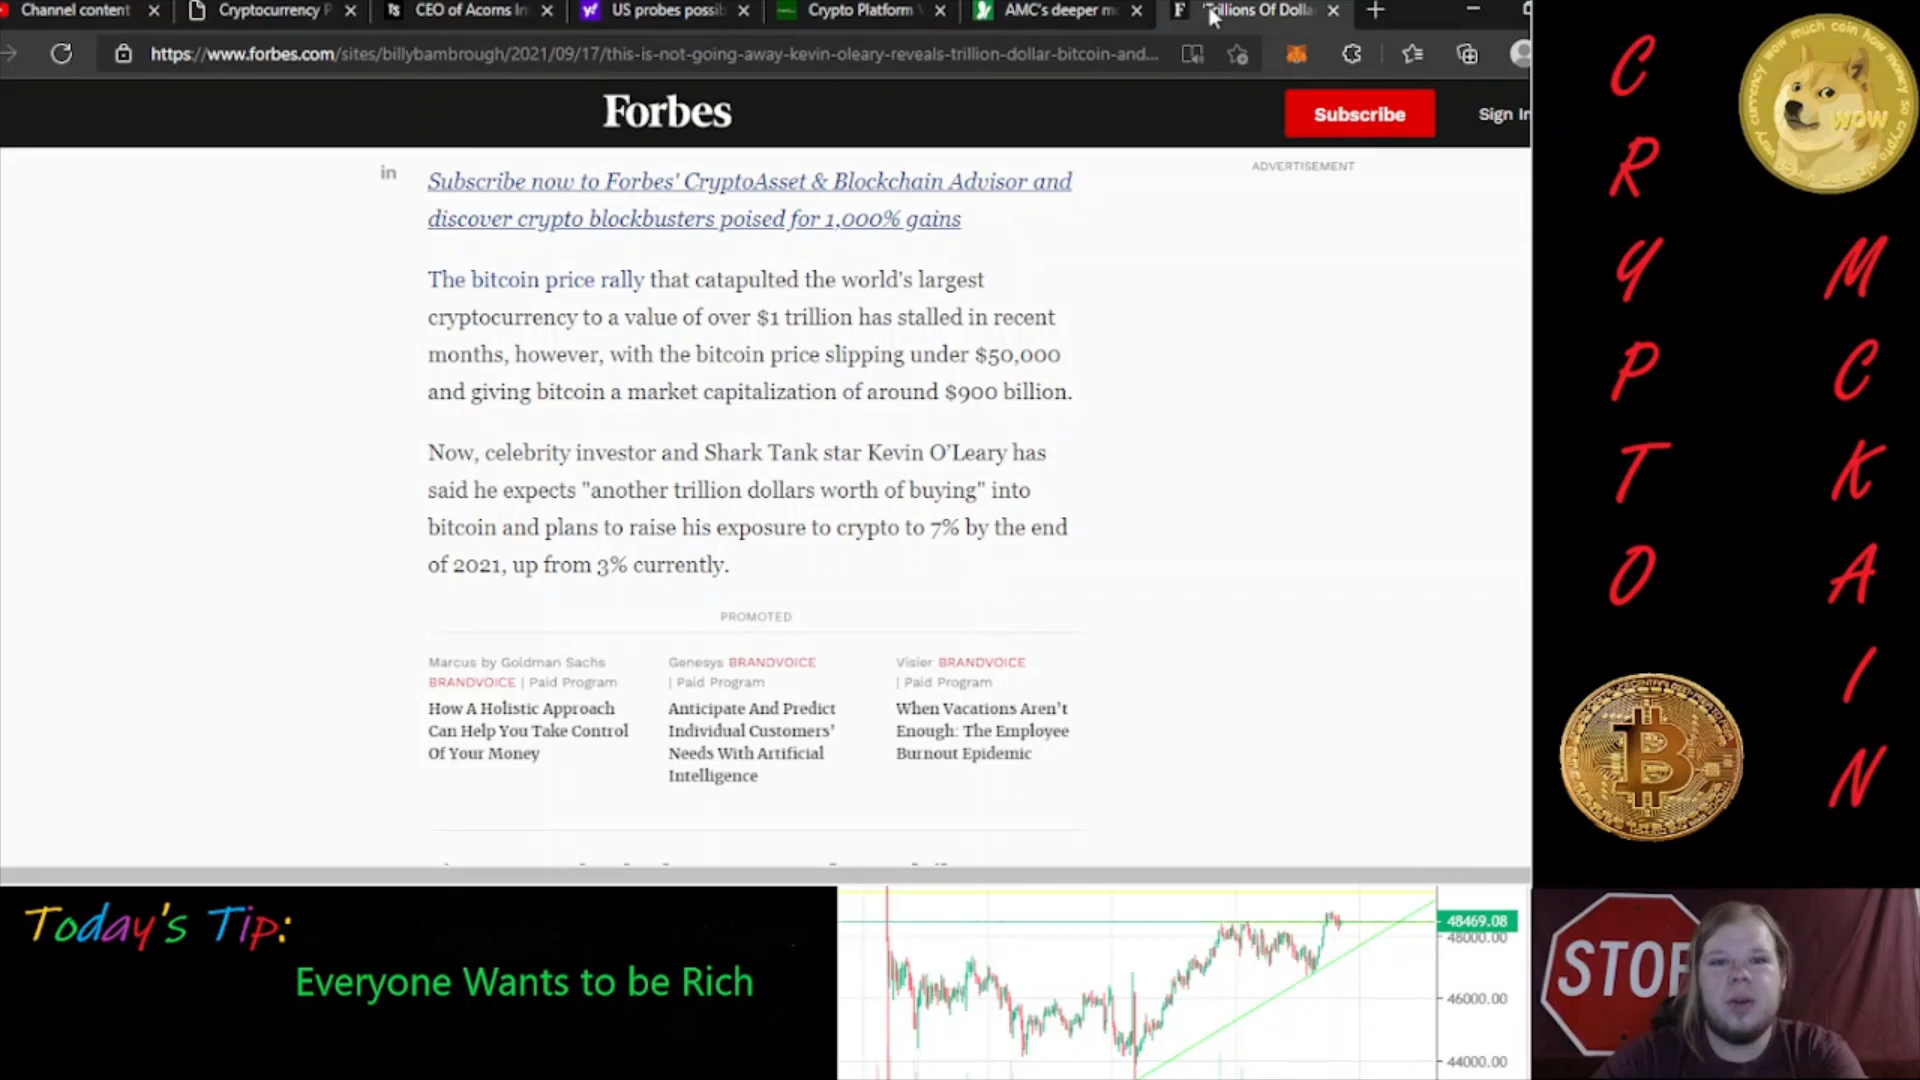 Channel content
Cryptocurrency P
CEO of Acorns In
US probes possi
Crypto Platform
AMC's deeper m
'Trillions Of Dolla
https://www.forbes.com/sites/billybambrough/2021/09/17/this-is-not-going-away-kevin-oleary-reveals-trillion-dollar-bitcoin-and...
Forbes
Subscribe
Sign In
in
ADVERTISEMENT
Subscribe now to Forbes' CryptoAsset & Blockchain Advisor and
discover crypto blockbusters poised for 1,000% gains
The bitcoin price rally that catapulted the world's largest
cryptocurrency to a value of over $1 trillion has stalled in recent
months, however, with the bitcoin price slipping under $50,000
and giving bitcoin a market capitalization of around $900 billion.
Now, celebrity investor and Shark Tank star Kevin O'Leary has
said he expects "another trillion dollars worth of buying" into
bitcoin and plans to raise his exposure to crypto to 7% by the end
of 2021, up from 3% currently.
PROMOTED
Marcus by Goldman Sachs
BRANDVOICE | Paid Program
How A Holistic Approach
Can Help You Take Control
Of Your Money
Genesys BRANDVOICE
| Paid Program
Anticipate And Predict
Individual Customers'
Needs With Artificial
Intelligence
Visier BRANDVOICE
| Paid Program
When Vacations Aren't
Enough: The Employee
Burnout Epidemic
CRYPTO
MCKAIN
WOW
Today's Tip:
Everyone Wants to be Rich
48469.08
48000.00
46000.00
44000.00
STOP